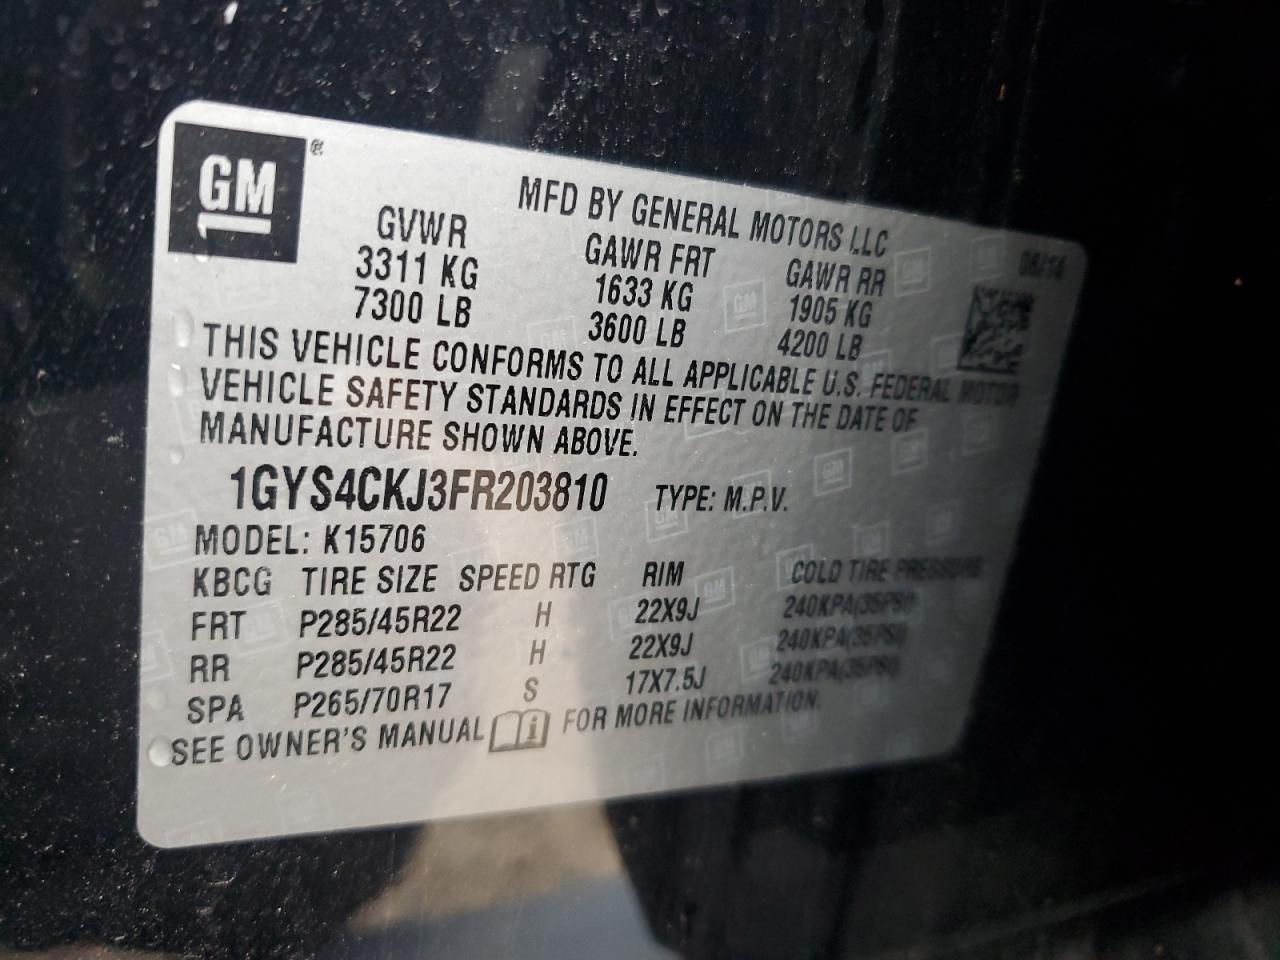 GM ®
MFD BY GENERAL MOTORS LLC
GVWR GAWR FRT GAWR RR
3311 KG 1633 KG 1905 KG
7300 LB 3600 LB 4200 LB
THIS VEHICLE CONFORMS TO ALL APPLICABLE U.S. FEDERAL MOTOR
VEHICLE SAFETY STANDARDS IN EFFECT ON THE DATE OF
MANUFACTURE SHOWN ABOVE.
1GYS4CKJ3FR203810 TYPE: M.P.V.
MODEL: K15706
KBCG TIRE SIZE SPEED RTG RIM COLD TIRE PRESSURE
FRT P285/45R22 H 22X9J 240KPA(35PSI)
RR P285/45R22 H 22X9J 240KPA(35PSI)
SPA P265/70R17 S 17X7.5J 240KPA(35PSI)
SEE OWNER'S MANUAL i FOR MORE INFORMATION.